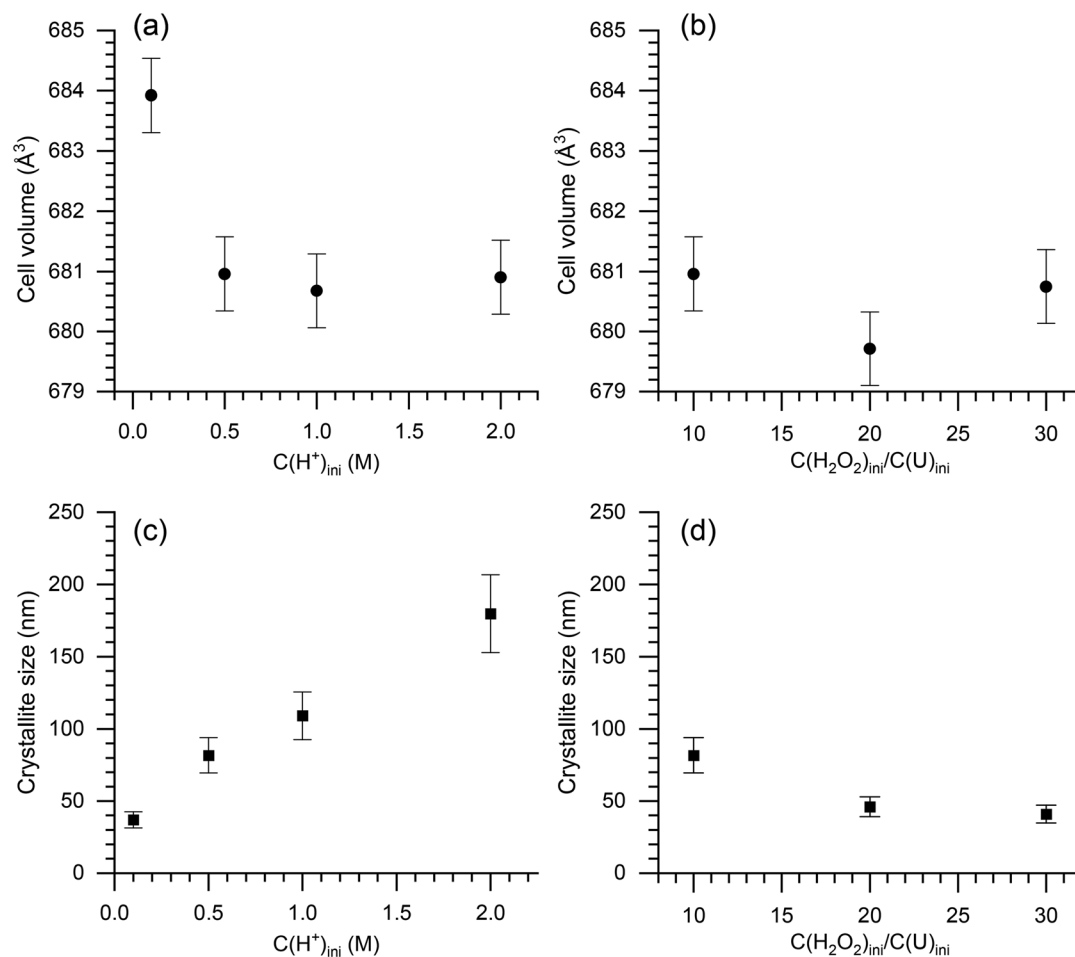 (a)
Cell volume (Å³)
685
684
683
682
681
680
679
0.0 0.5 1.0 1.5 2.0
C(H⁺)ini (M)
(b)
Cell volume (Å³)
685
684
683
682
681
680
679
10 15 20 25 30
C(H₂O₂)ini/C(U)ini
(c)
Crystallite size (nm)
250
200
150
100
50
0
0.0 0.5 1.0 1.5 2.0
C(H⁺)ini (M)
(d)
Crystallite size (nm)
250
200
150
100
50
0
10 15 20 25 30
C(H₂O₂)ini/C(U)ini